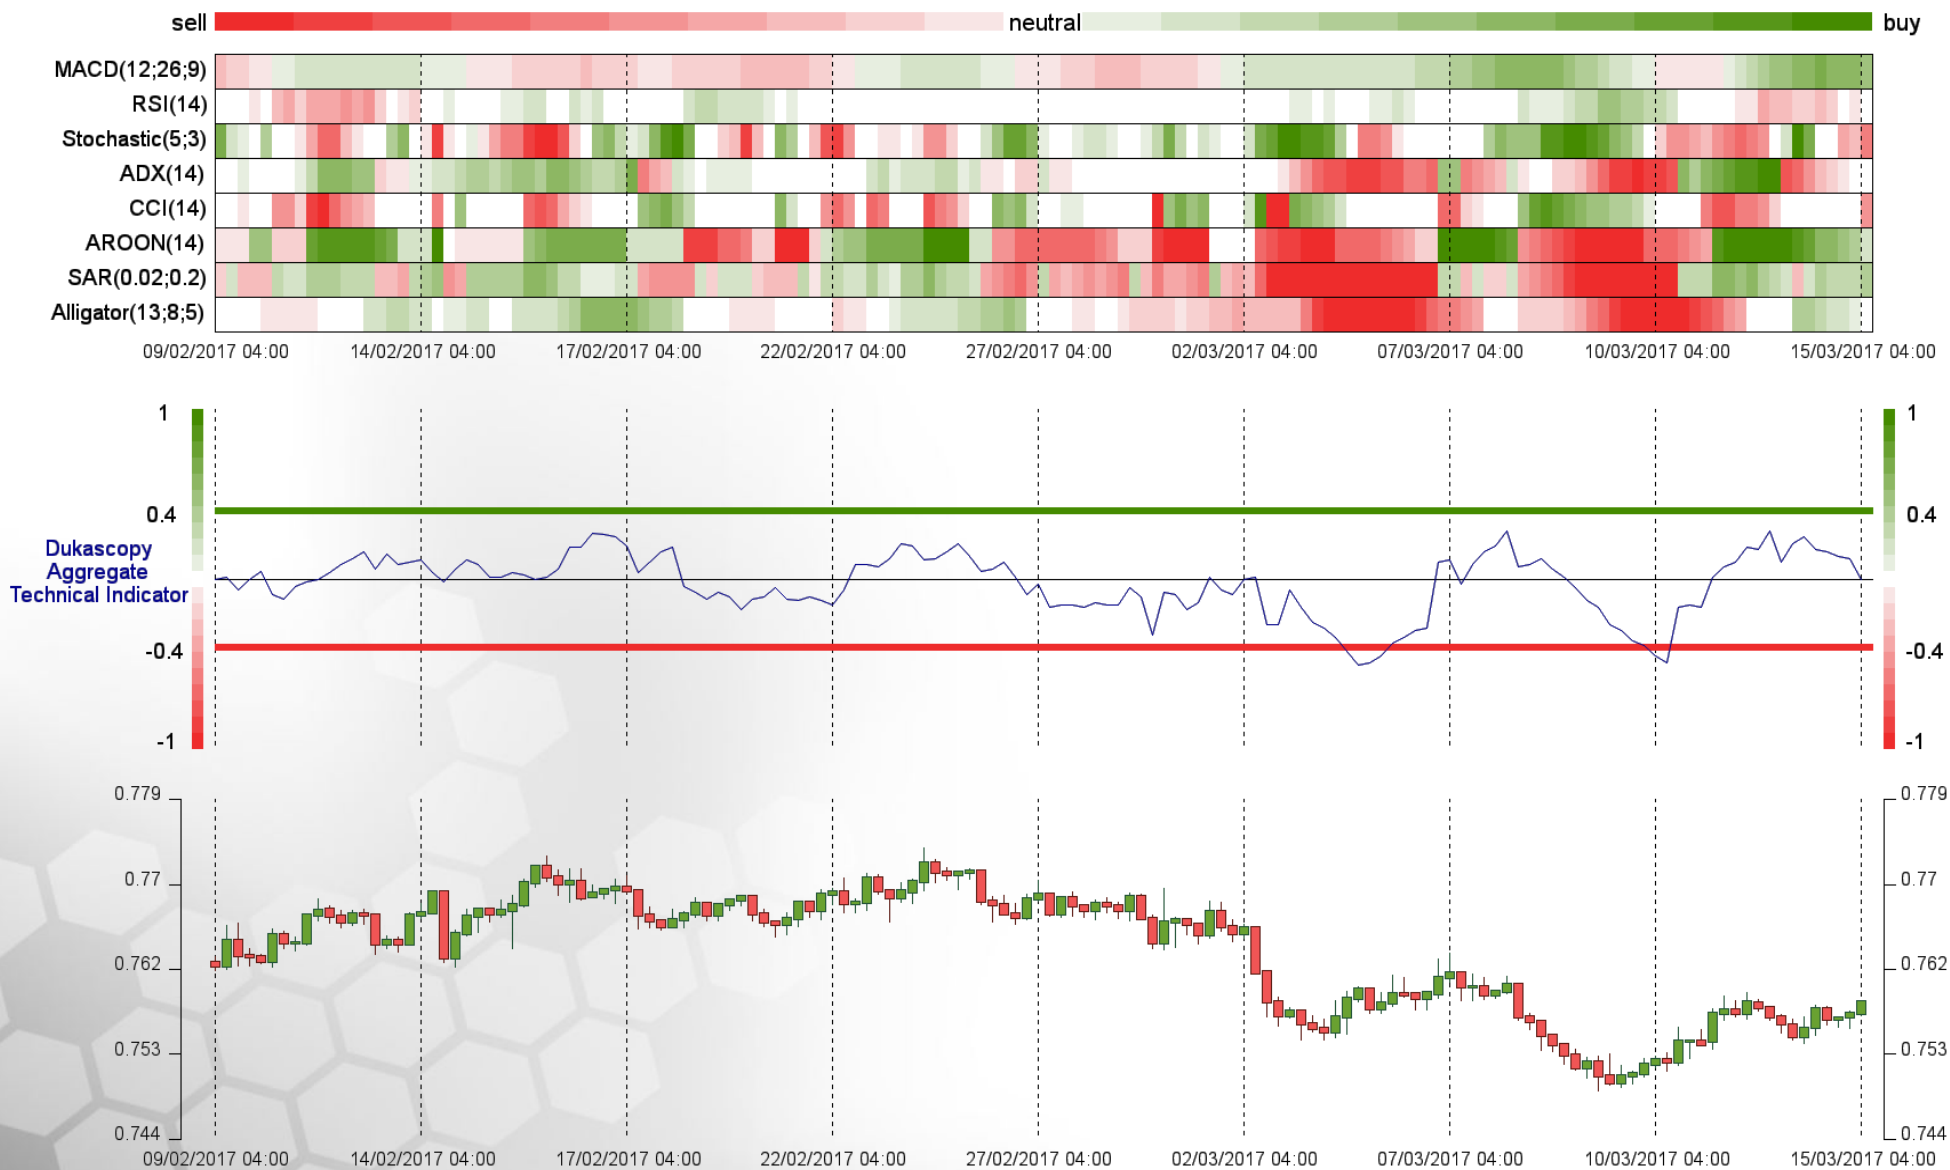 sell neutral buy
MACD(12;26;9)
RSI(14)
Stochastic(5;3)
ADX(14)
CCI(14)
AROON(14)
SAR(0.02;0.2)
Alligator(13;8;5)
09/02/2017 04:00 14/02/2017 04:00 17/02/2017 04:00 22/02/2017 04:00 27/02/2017 04:00 02/03/2017 04:00 07/03/2017 04:00 10/03/2017 04:00 15/03/2017 04:00
1 1
0.4 0.4
Dukascopy
Aggregate
Technical Indicator
-0.4 -0.4
-1 -1
0.779 0.779
0.77 0.77
0.762 0.762
0.753 0.753
0.744 0.744
09/02/2017 04:00 14/02/2017 04:00 17/02/2017 04:00 22/02/2017 04:00 27/02/2017 04:00 02/03/2017 04:00 07/03/2017 04:00 10/03/2017 04:00 15/03/2017 04:00